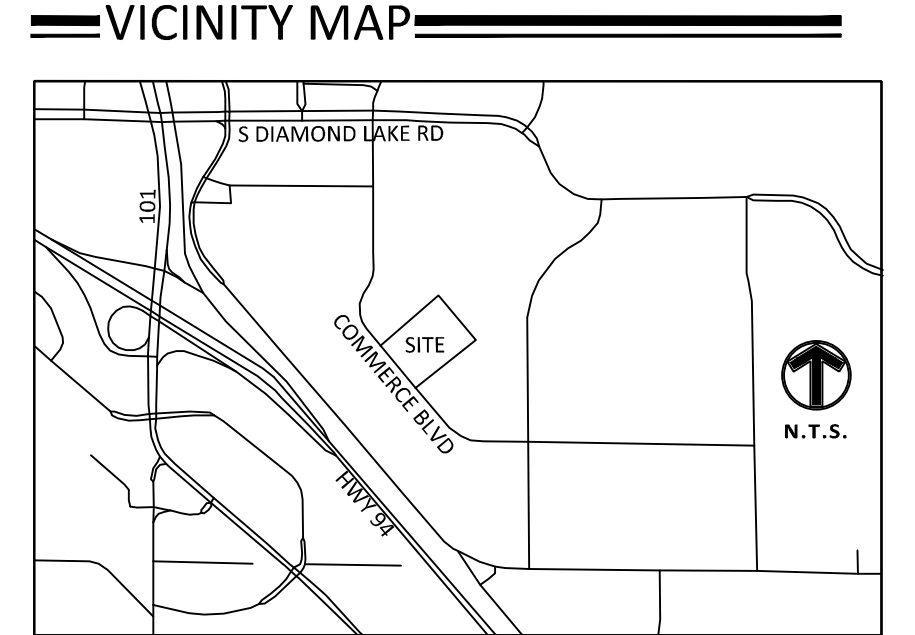 VICINITY MAP
S DIAMOND LAKE RD
101
SITE
COMMERCE BLVD
N.T.S.
HWY 94